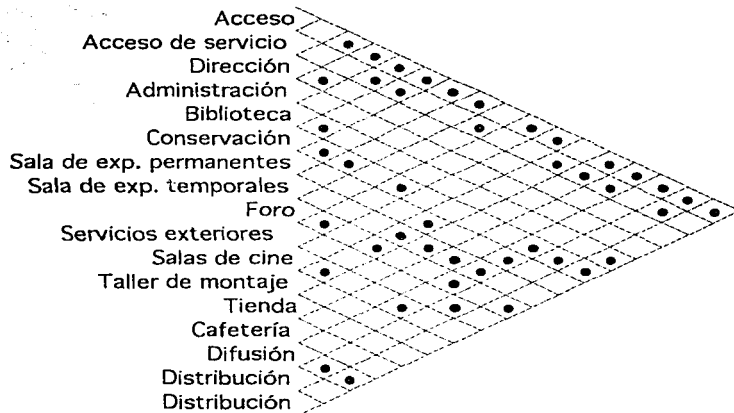 Acceso
Acceso de servicio
Dirección
Administración
Biblioteca
Conservación
Sala de exp. permanentes
Sala de exp. temporales
Foro
Servicios exteriores
Salas de cine
Taller de montaje
Tienda
Cafetería
Difusión
Distribución
Distribución